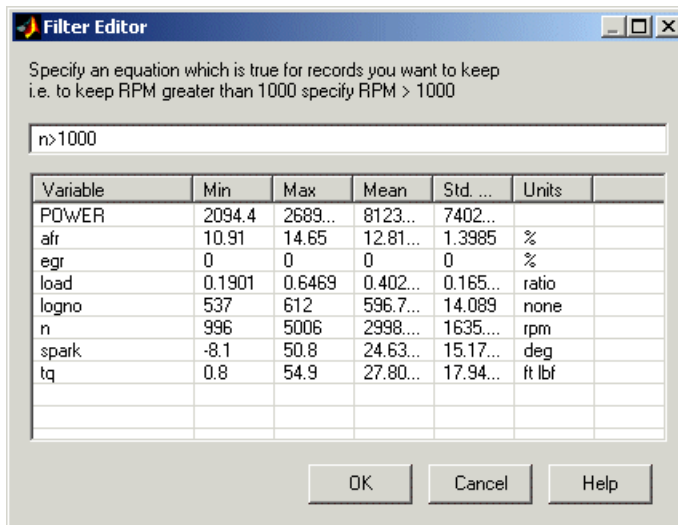 Filter Editor
Specify an equation which is true for records you want to keep
i.e. to keep RPM greater than 1000 specify RPM > 1000
n>1000
Variable Min Max Mean Std. ... Units
POWER 2094.4 2689... 8123... 7402...
afr 10.91 14.65 12.81... 1.3985 %
egr 0 0 0 0 %
load 0.1901 0.6469 0.402... 0.165... ratio
logno 537 612 596.7... 14.089 none
n 996 5006 2998.... 1635.... rpm
spark -8.1 50.8 24.63... 15.17... deg
tq 0.8 54.9 27.80... 17.94... ft lbf
OK Cancel Help